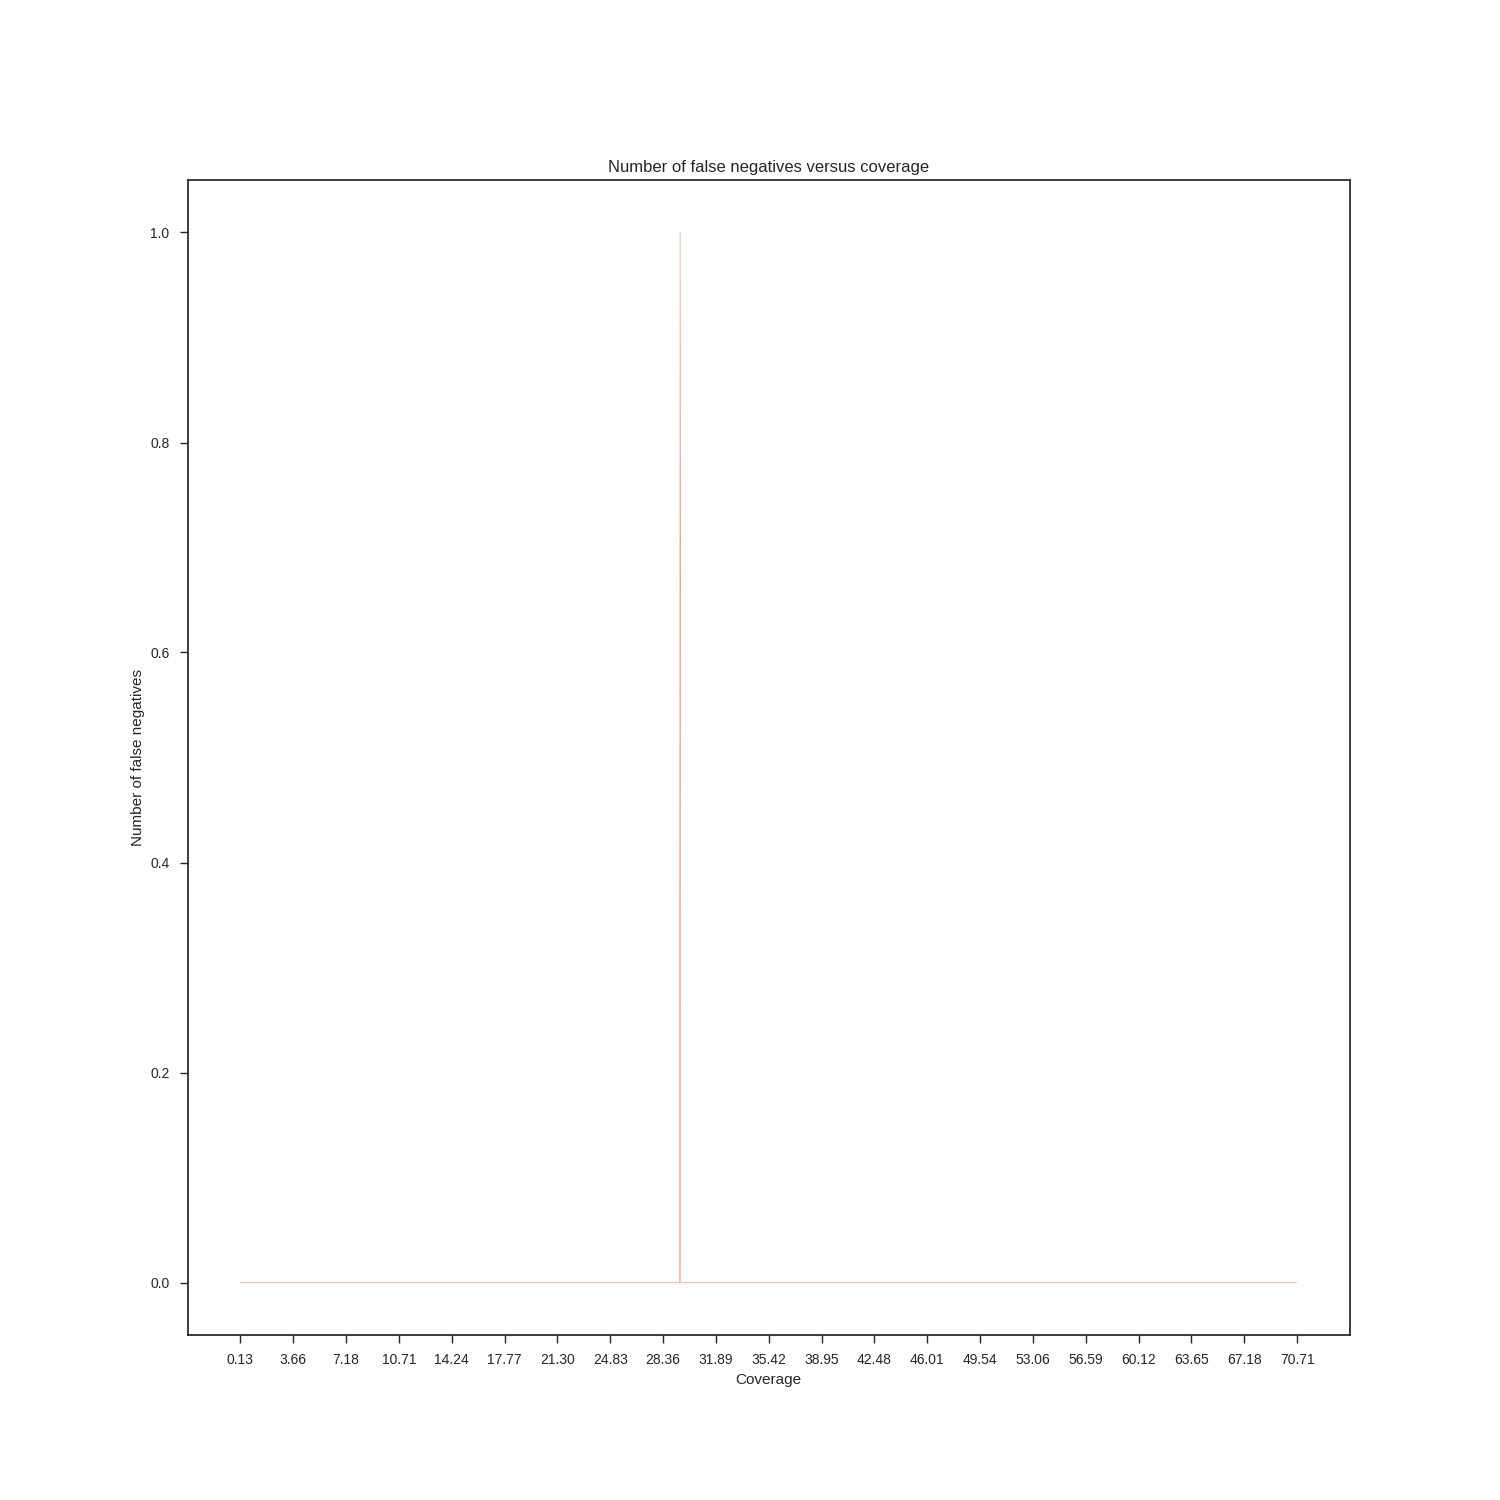 Number of false negatives versus coverage
1.0
0.8
0.6
0.4
0.2
0.0
Number of false negatives
0.13 3.66 7.18 10.71 14.24 17.77 21.30 24.83 28.36 31.89 35.42 38.95 42.48 46.01 49.54 53.06 56.59 60.12 63.65 67.18 70.71
Coverage